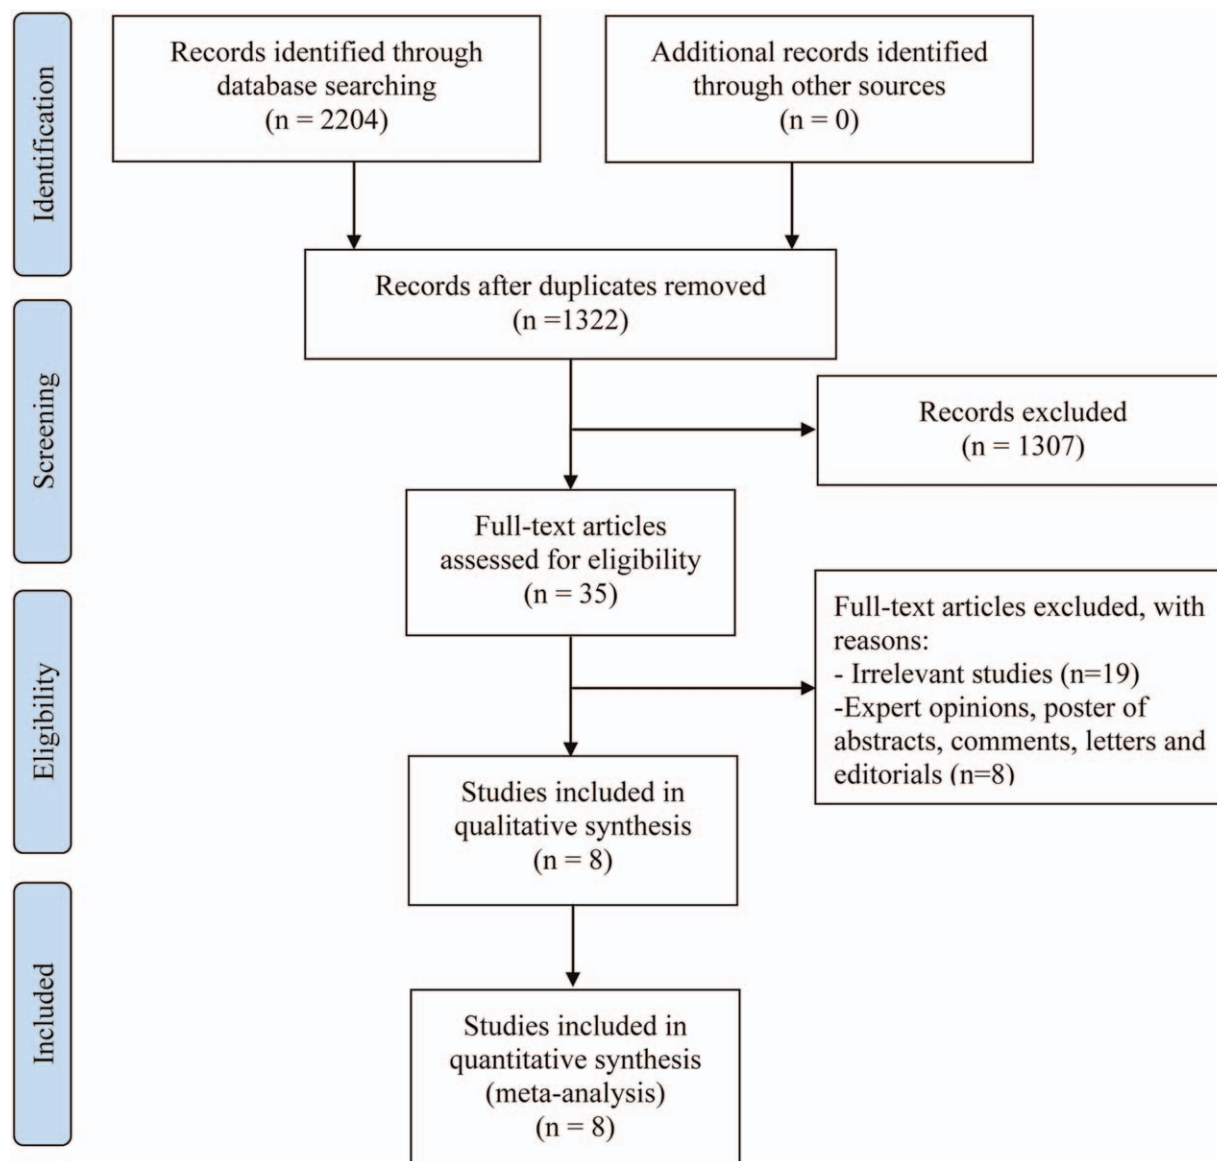 Identification
Records identified through
database searching
(n = 2204)
Additional records identified
through other sources
(n = 0)
Records after duplicates removed
(n =1322)
Screening
Records excluded
(n = 1307)
Full-text articles
assessed for eligibility
(n = 35)
Eligibility
Full-text articles excluded, with
reasons:
- Irrelevant studies (n=19)
-Expert opinions, poster of
abstracts, comments, letters and
editorials (n=8)
Studies included in
qualitative synthesis
(n = 8)
Included
Studies included in
quantitative synthesis
(meta-analysis)
(n = 8)